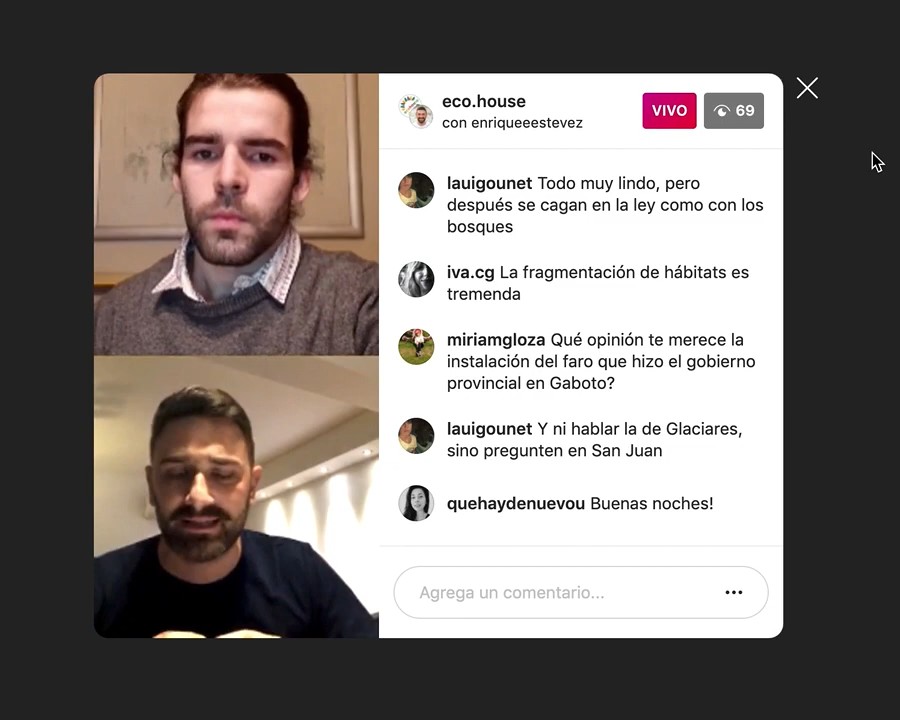 eco.house
con enriqueeestevez
VIVO
69
lauigounet Todo muy lindo, pero
después se cagan en la ley como con los
bosques
iva.cg La fragmentación de hábitats es
tremenda
miriamgloza Qué opinión te merece la
instalación del faro que hizo el gobierno
provincial en Gaboto?
lauigounet Y ni hablar la de Glaciares,
sino pregunten en San Juan
quehaydenuevou Buenas noches!
Agrega un comentario...